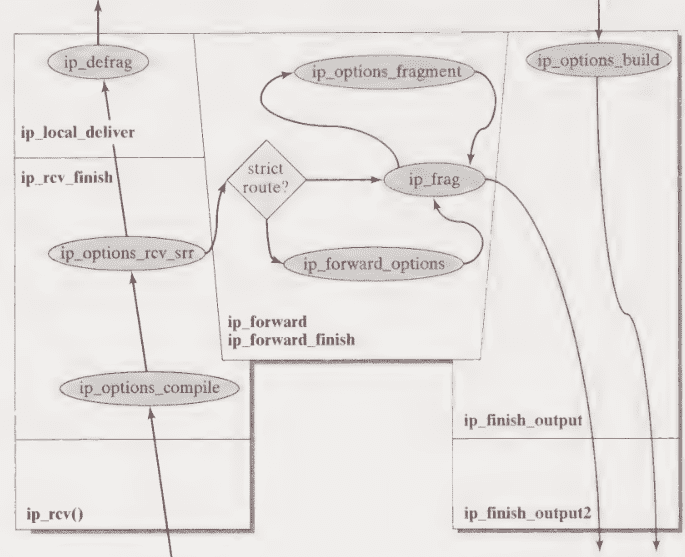 ip_defrag
ip_options_fragment
ip_options_build
ip_local_deliver
strict
route?
ip_rcv_finish
ip_frag
ip_options_rcv_srr
ip_forward_options
ip_forward
ip_forward_finish
ip_options_compile
ip_finish_output
ip_rcv()
ip_finish_output2